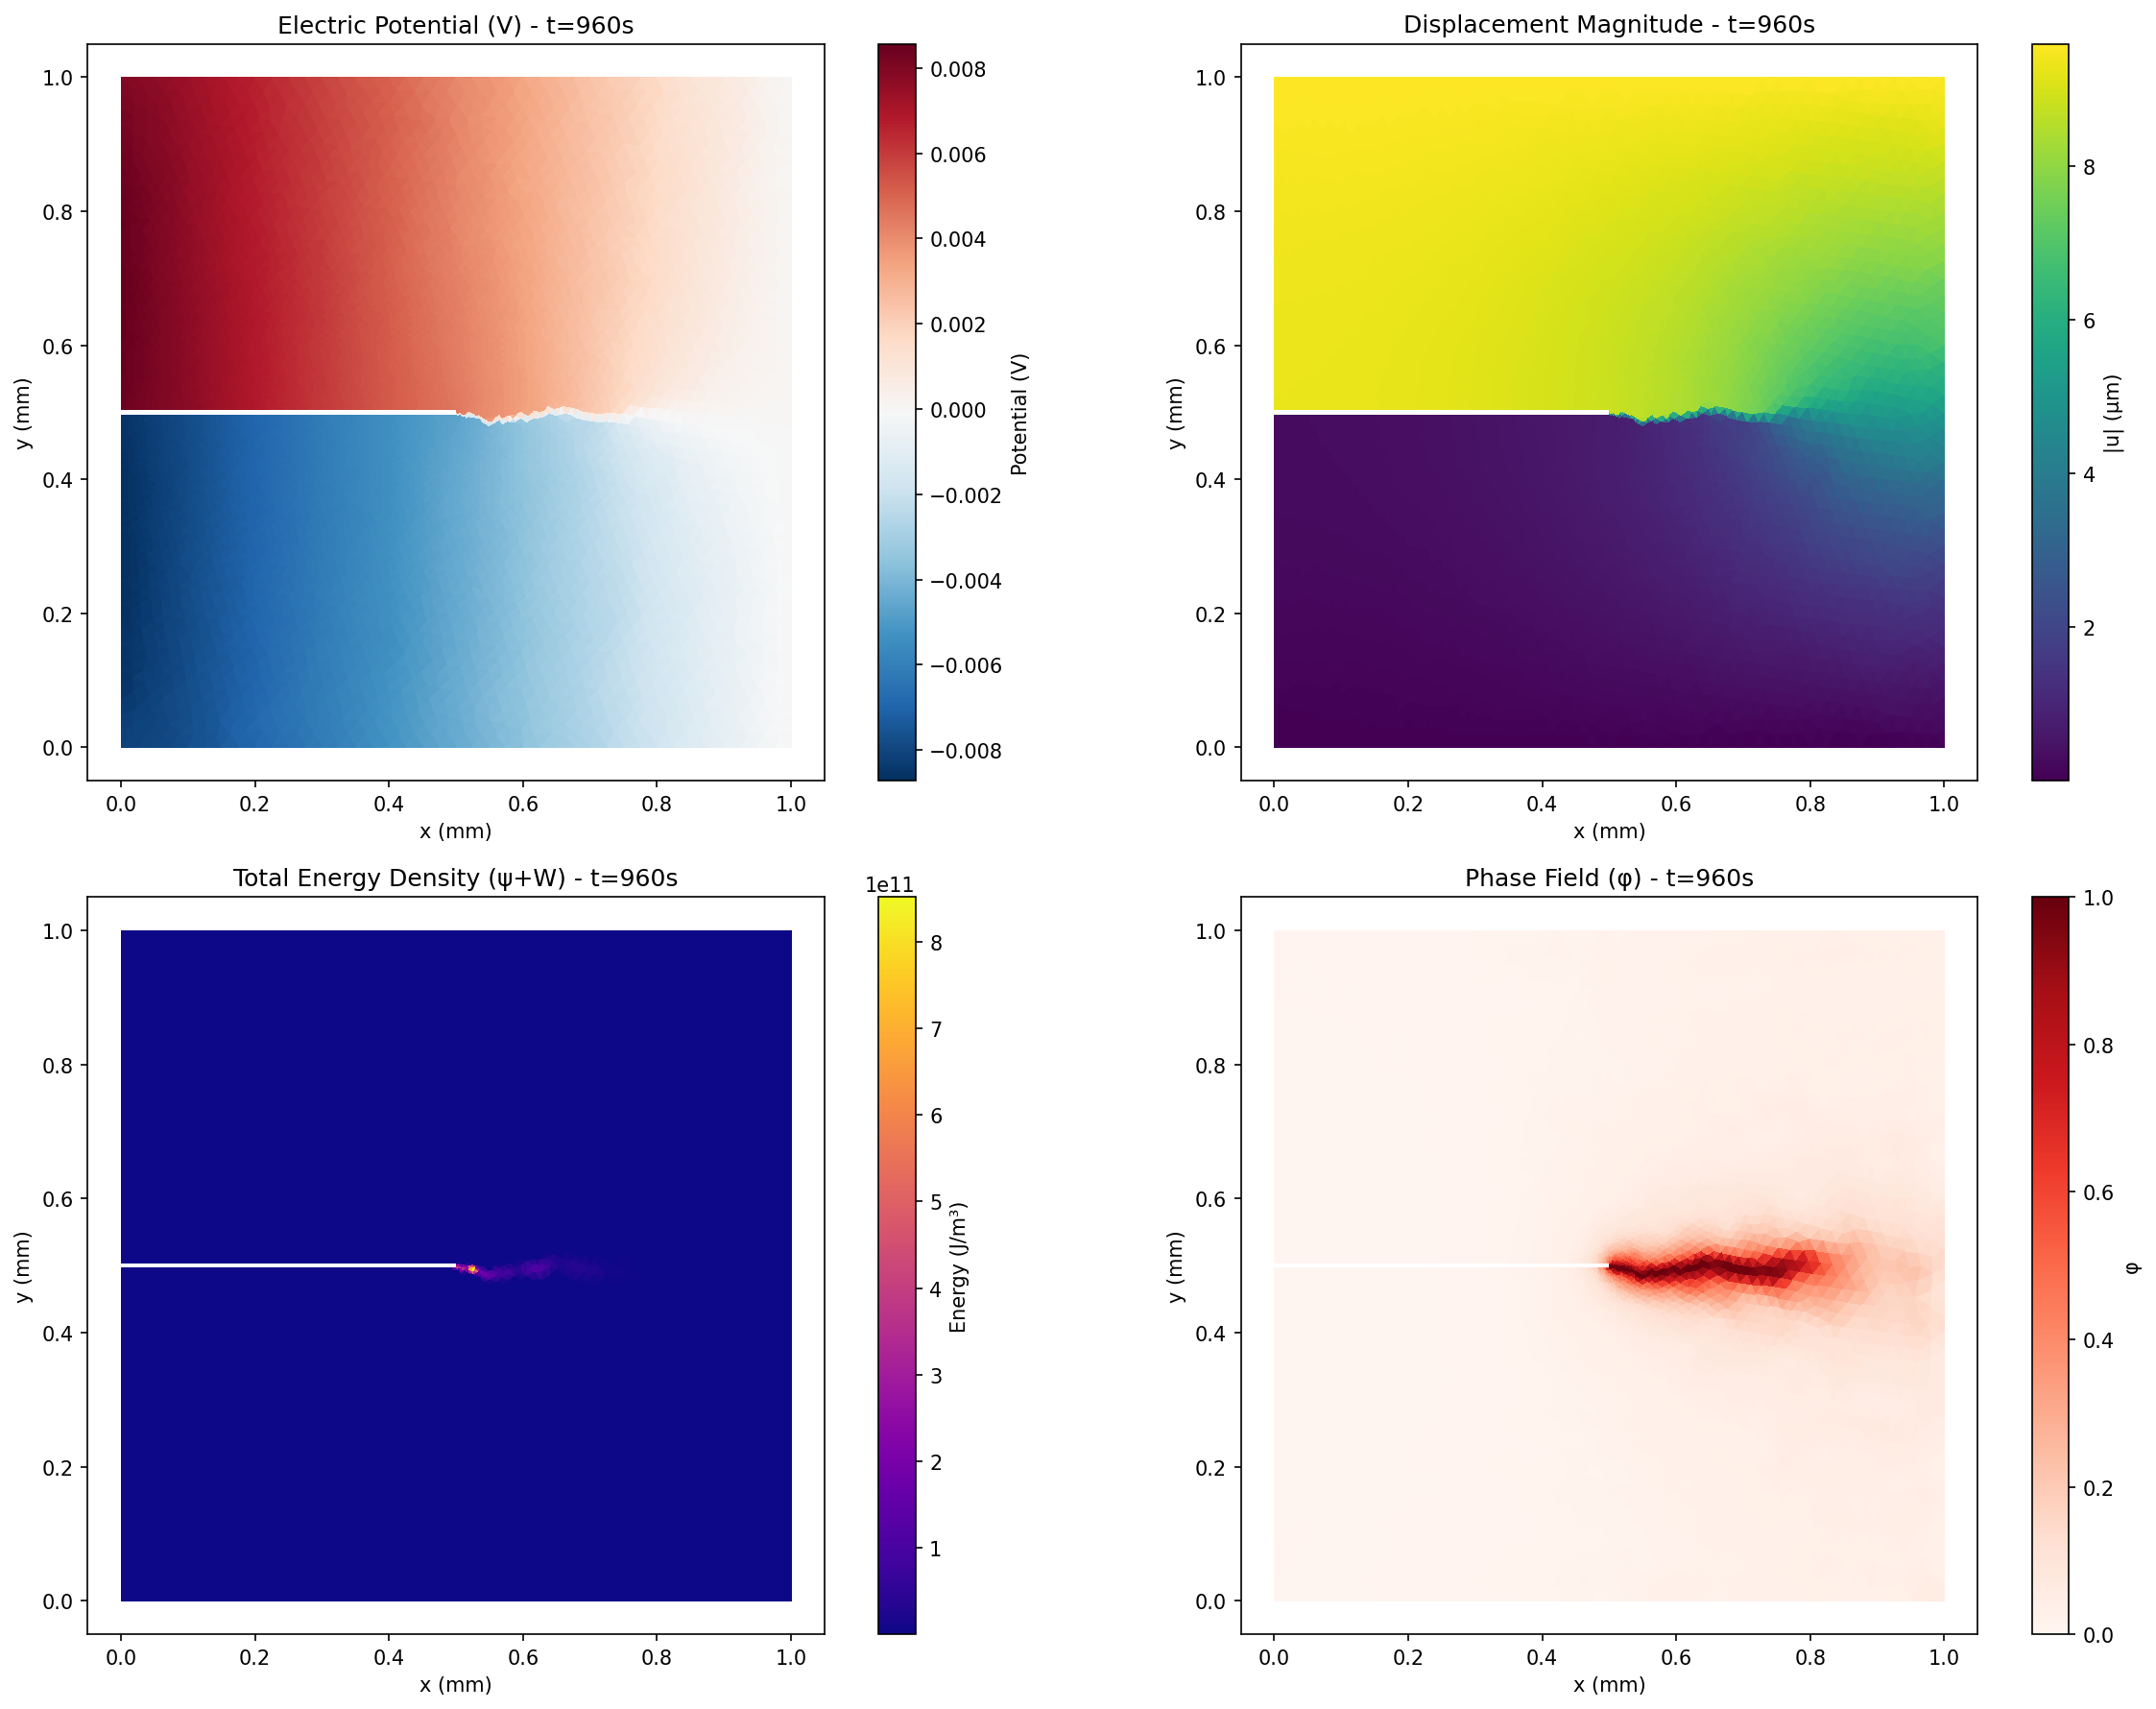 Electric Potential (V) - t=960s
1.0
0.8
0.6
0.4
0.2
0.0
y (mm)
0.0 0.2 0.4 0.6 0.8 1.0
x (mm)
0.008
0.006
0.004
0.002
0.000
−0.002
−0.004
−0.006
−0.008
Potential (V)
Displacement Magnitude - t=960s
1.0
0.8
0.6
0.4
0.2
0.0
y (mm)
0.0 0.2 0.4 0.6 0.8 1.0
x (mm)
8
6
4
2
|u| (μm)
Total Energy Density (ψ+W) - t=960s
1.0
0.8
0.6
0.4
0.2
0.0
y (mm)
0.0 0.2 0.4 0.6 0.8 1.0
x (mm)
1e11
8
7
6
5
4
3
2
1
Energy (J/m³)
Phase Field (φ) - t=960s
1.0
0.8
0.6
0.4
0.2
0.0
y (mm)
0.0 0.2 0.4 0.6 0.8 1.0
x (mm)
1.0
0.8
0.6
0.4
0.2
0.0
φ